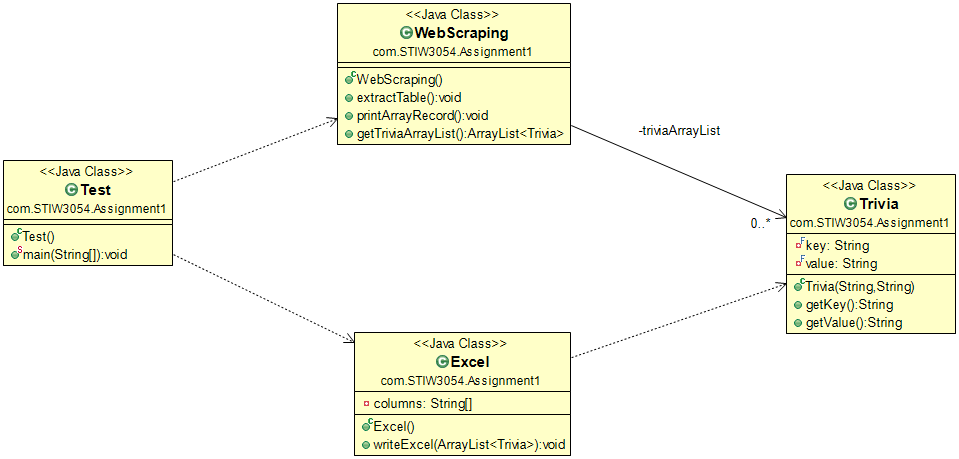 <<Java Class>>
WebScraping
com.STIW3054.Assignment1
WebScraping()
extractTable():void
printArrayRecord():void
getTriviaArrayList():ArrayList<Trivia>
-triviaArrayList
0..*
<<Java Class>>
Test
com.STIW3054.Assignment1
Test()
main(String[]):void
<<Java Class>>
Trivia
com.STIW3054.Assignment1
key: String
value: String
Trivia(String,String)
getKey():String
getValue():String
<<Java Class>>
Excel
com.STIW3054.Assignment1
columns: String[]
Excel()
writeExcel(ArrayList<Trivia>):void